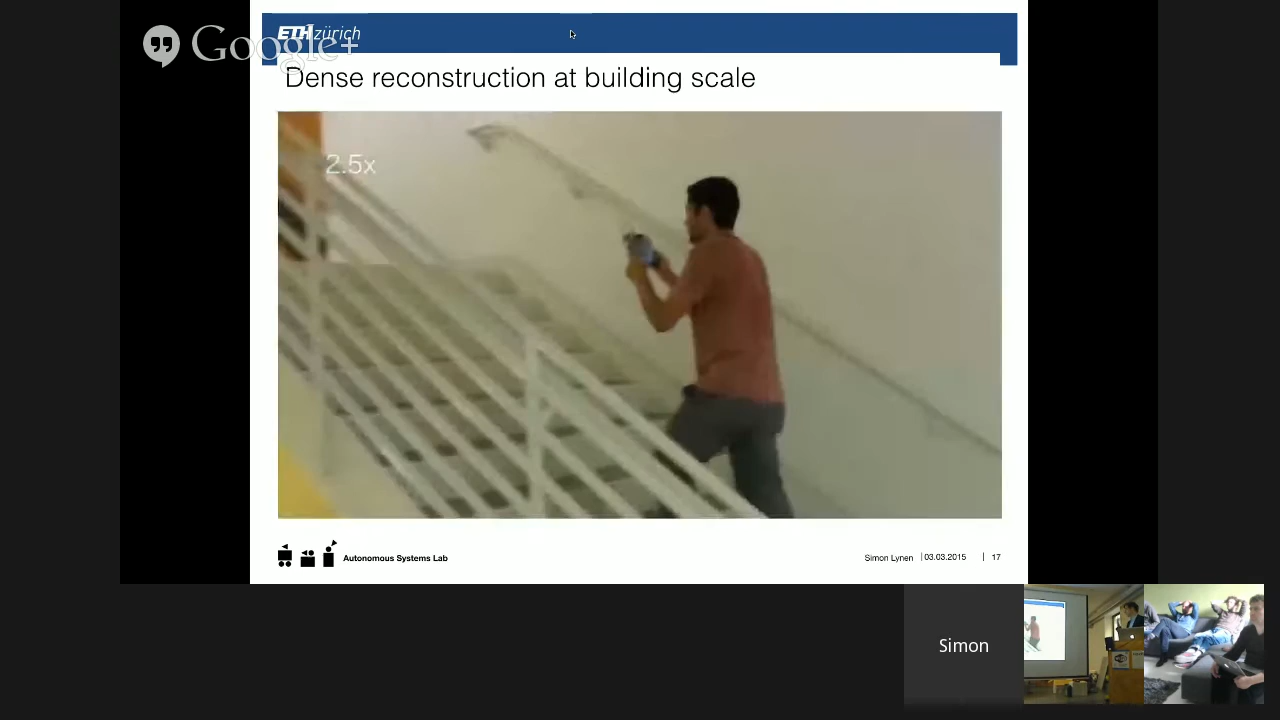 ETH zürich
Google+
Dense reconstruction at building scale
2.5x
Autonomous Systems Lab
Simon Lynen | 03.03.2015 | 17
Simon